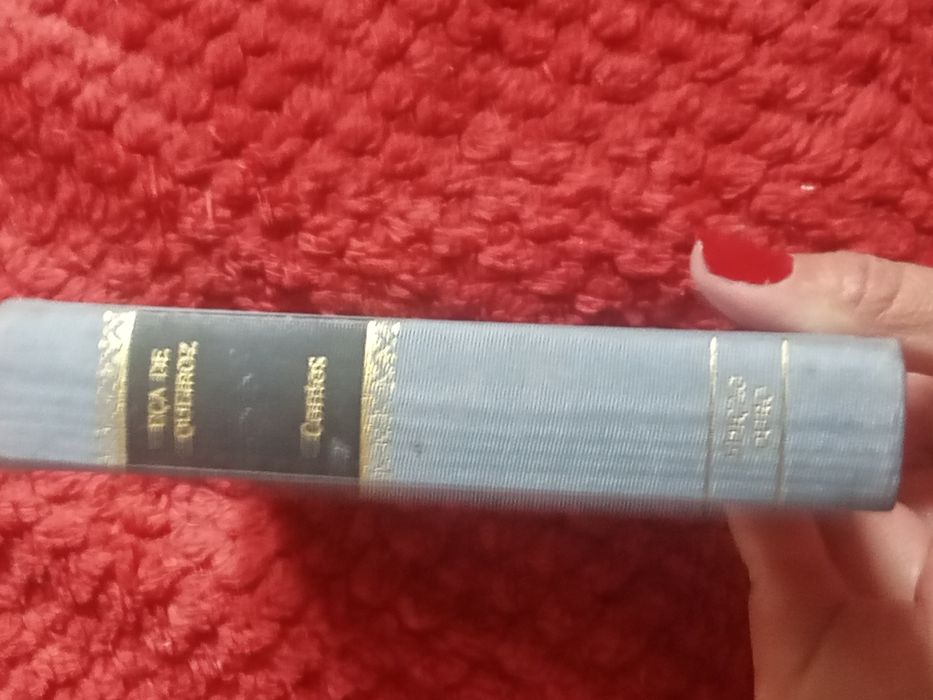 EÇA DE
QUEIROZ
Contos